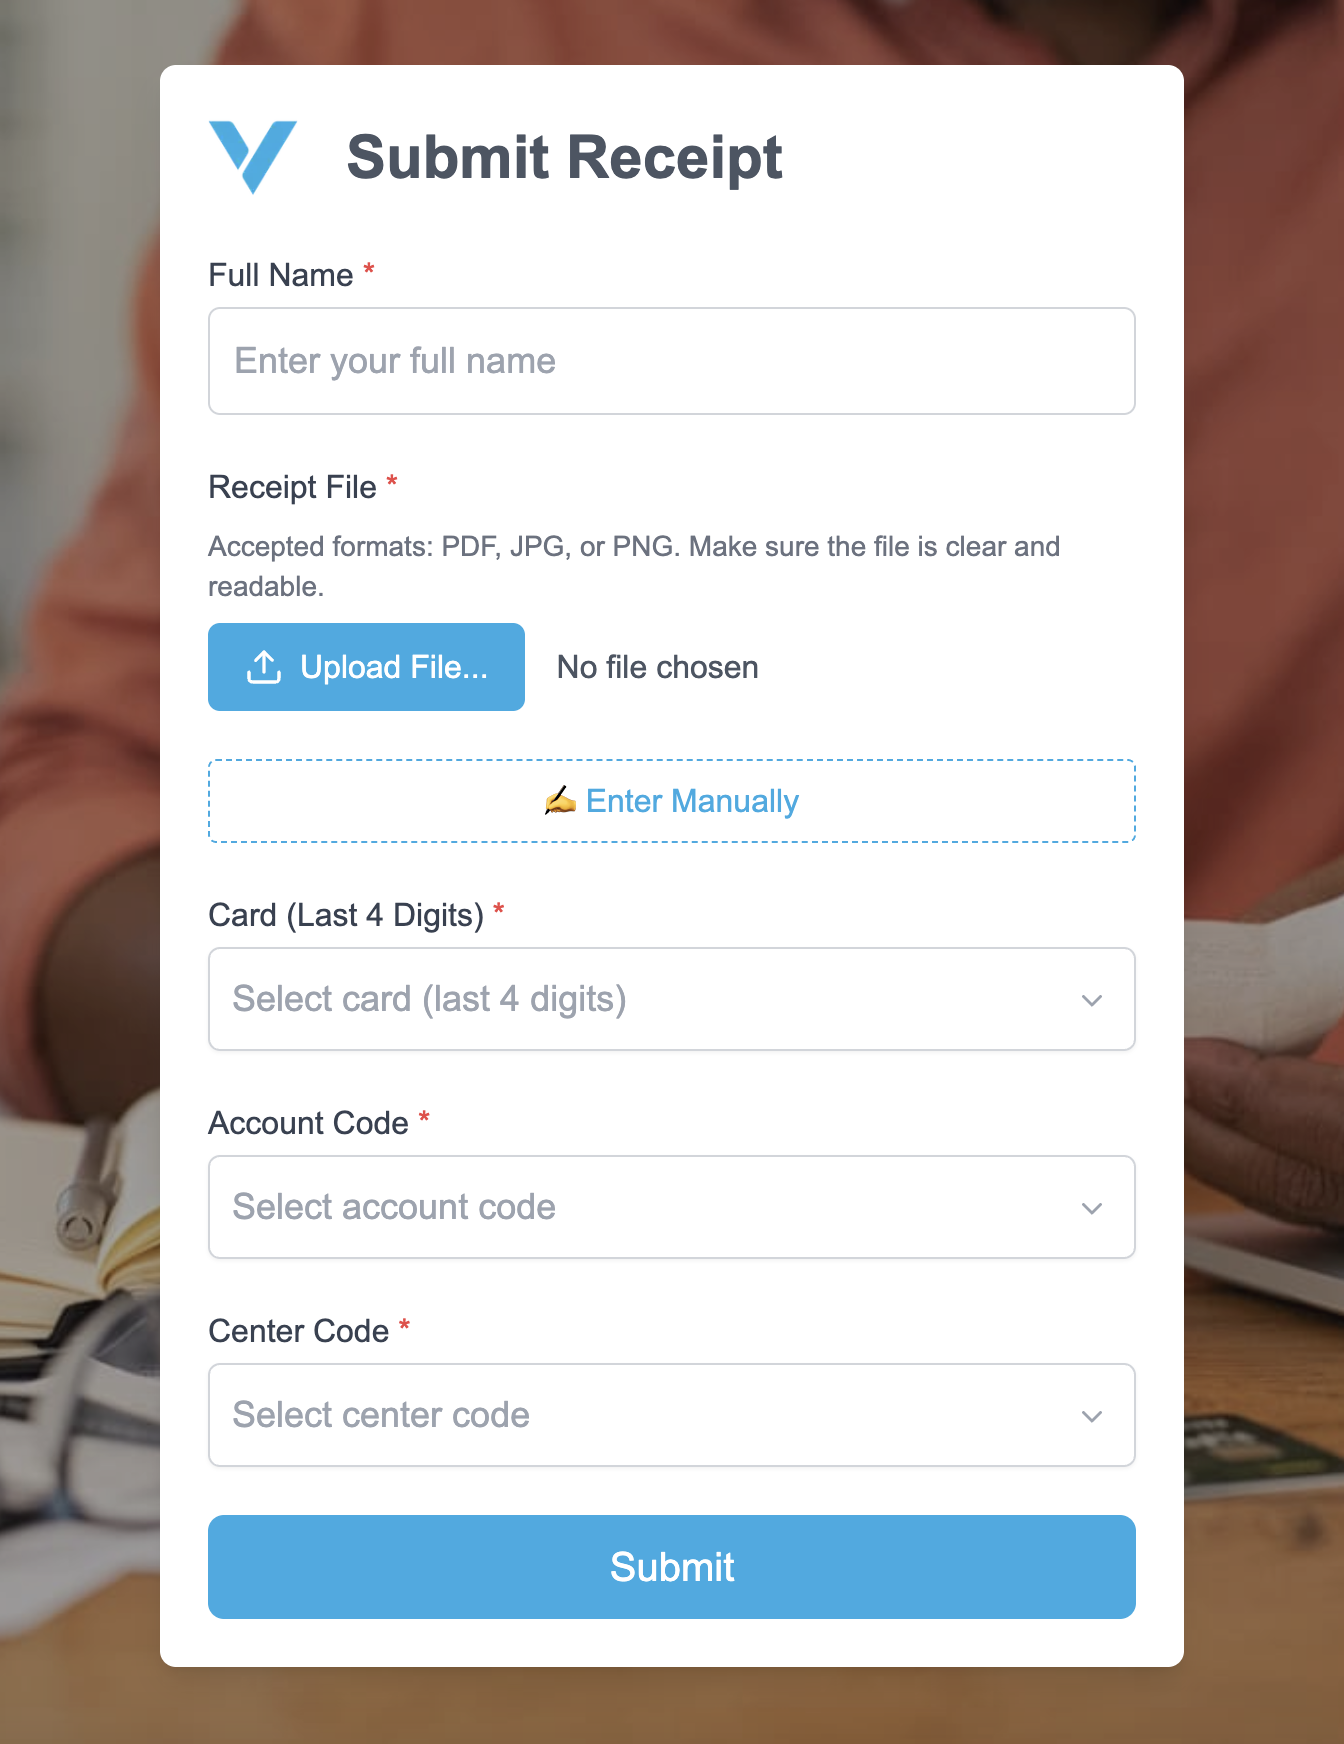 Submit Receipt
Full Name *
Enter your full name
Receipt File *
Accepted formats: PDF, JPG, or PNG. Make sure the file is clear and
readable.
Upload File...
No file chosen
✍️ Enter Manually
Card (Last 4 Digits) *
Select card (last 4 digits)
Account Code *
Select account code
Center Code *
Select center code
Submit